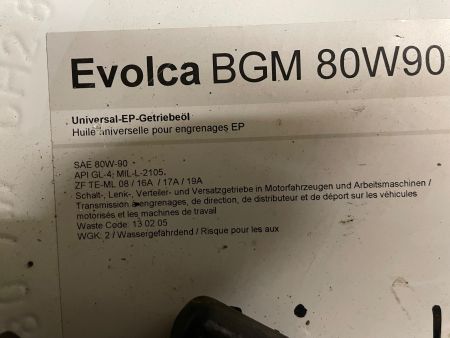 Evolca BGM 80W90
Universal-EP-Getriebeöl
Huile universelle pour engrenages EP
SAE 80W-90
API GL-4; MIL-L-2105.
ZF TE-ML 08 / 16A / 17A / 19A
Schalt-, Lenk-, Verteiler- und Versatzgetriebe in Motorfahrzeugen und Arbeitsmaschinen /
Transmission à engrenages, de direction, de distributeur et de déport sur les véhicules
motorisés et les machines de travail
Waste Code: 13 02 05
WGK: 2 / Wassergefährdend / Risque pour les aux